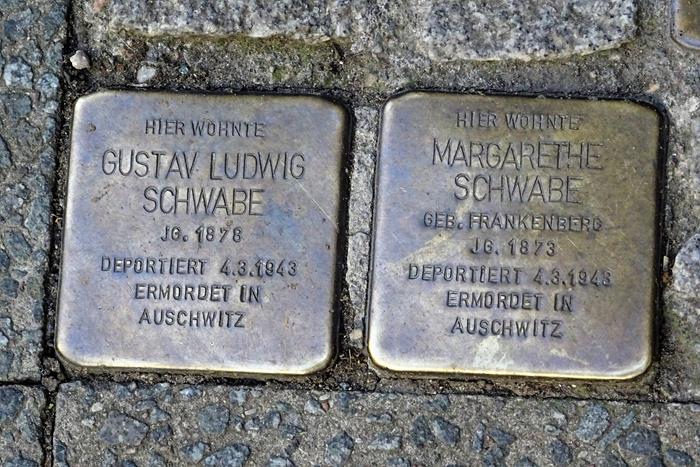 HIER WOHNTE
GUSTAV LUDWIG
SCHWABE
JG. 1878
DEPORTIERT 4.3.1943
ERMORDET IN
AUSCHWITZ
HIER WOHNTE
MARGARETHE
SCHWABE
GEB. FRANKENBERG
JG. 1873
DEPORTIERT 4.3.1943
ERMORDET IN
AUSCHWITZ